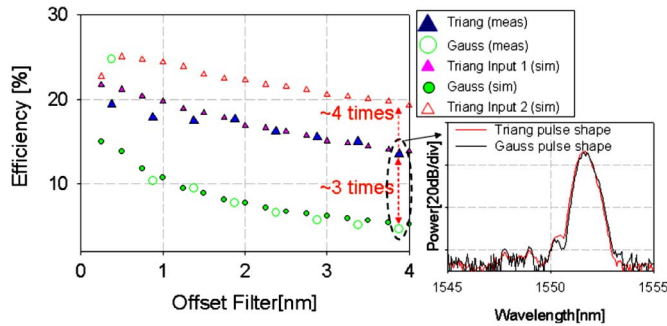 30
20
10
Efficiency [%]
0
1
2
3
4
Offset Filter[nm]
~4 times
~3 times
Triang (meas)
Gauss (meas)
Triang Input 1 (sim)
Gauss (sim)
Triang Input 2 (sim)
Triang pulse shape
Gauss pulse shape
Power[20dB/div]
1545
1550
1555
Wavelength[nm]